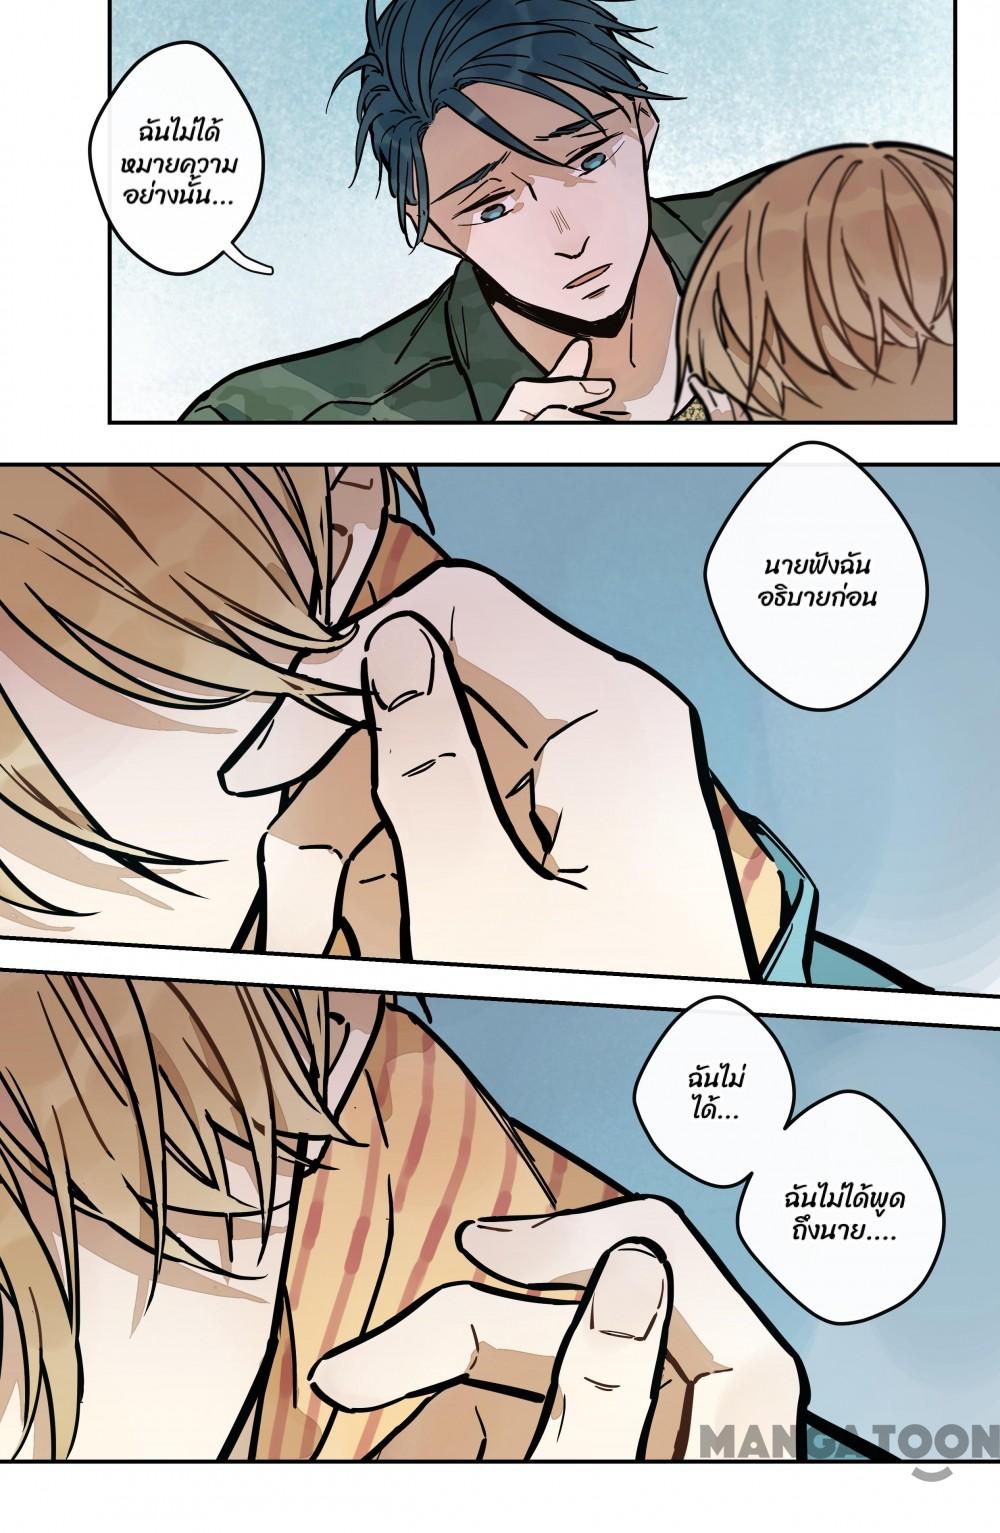 ฉันไม่ได้
หมายความ
อย่างนั้น...
นายฟังฉัน
อธิบายก่อน
ฉันไม่
ได้...
ฉันไม่ได้พูด
ถึงนาย....
MANGATOON